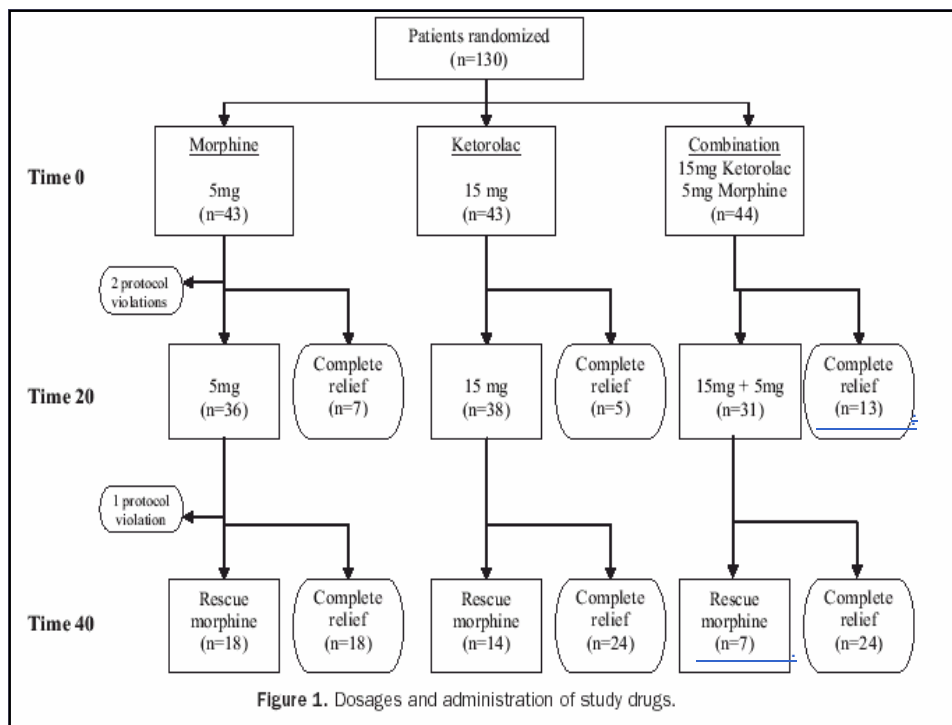 Patients randomized
(n=130)
Time 0
Morphine
5mg
(n=43)
Ketorolac
15 mg
(n=43)
Combination
15mg Ketorolac
5mg Morphine
(n=44)
2 protocol
violations
Time 20
5mg
(n=36)
Complete
relief
(n=7)
15 mg
(n=38)
Complete
relief
(n=5)
15mg + 5mg
(n=31)
Complete
relief
(n=13)
1 protocol
violation
Time 40
Rescue
morphine
(n=18)
Complete
relief
(n=18)
Rescue
morphine
(n=14)
Complete
relief
(n=24)
Rescue
morphine
(n=7)
Complete
relief
(n=24)
Figure 1. Dosages and administration of study drugs.